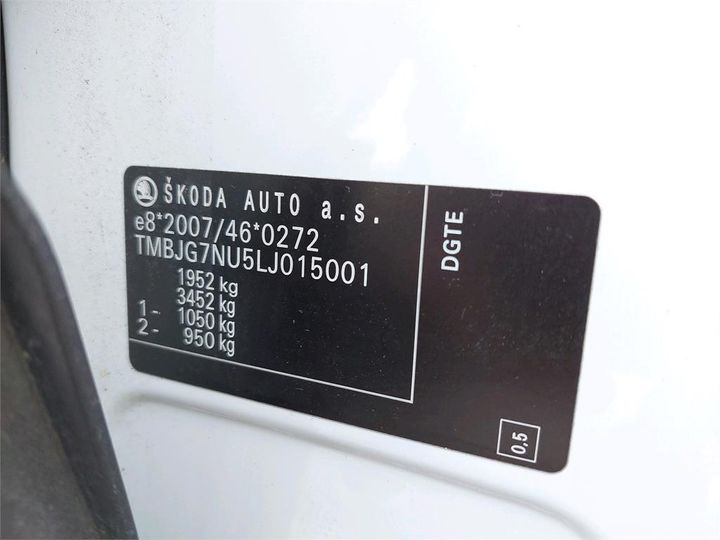 ŠKODA AUTO a.s.
e8*2007/46*0272
TMBJG7NU5LJ015001
1952 kg
3452 kg
1- 1050 kg
2- 950 kg
DGTE
0,5